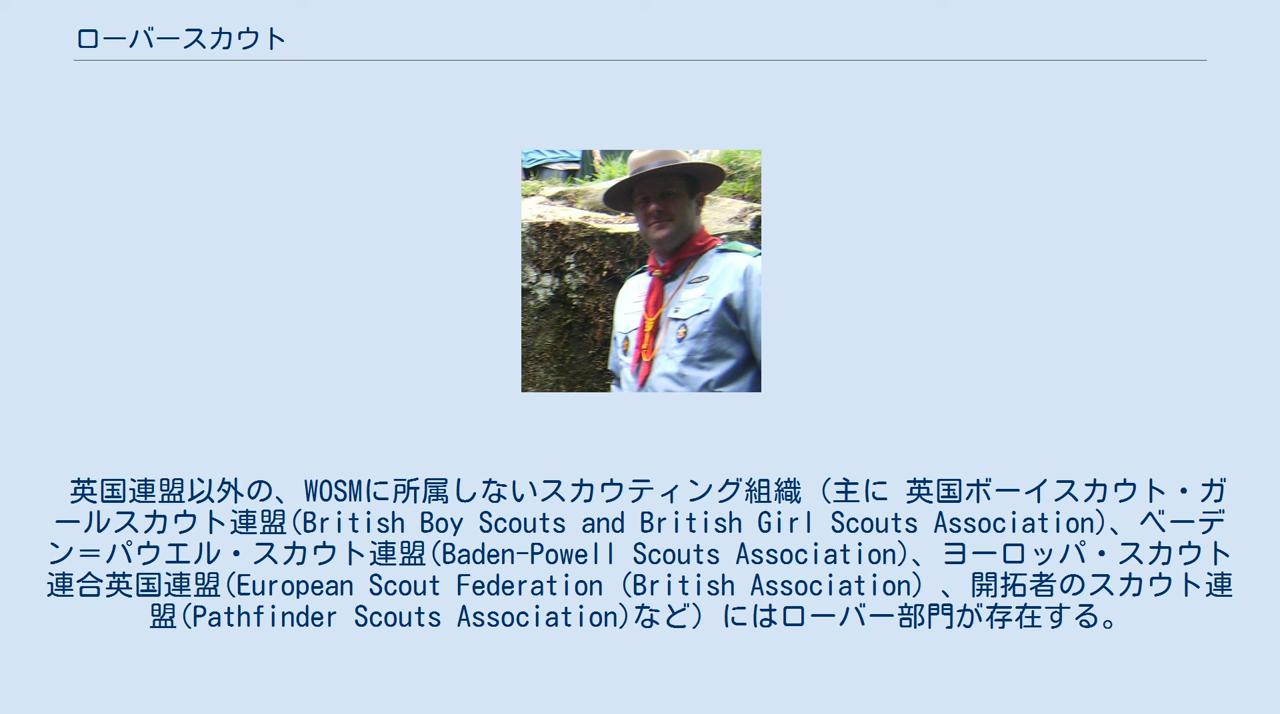 ローバースカウト
英国連盟以外の、WOSMに所属しないスカウティング組織（主に 英国ボーイスカウト・ガ
ールスカウト連盟(British Boy Scouts and British Girl Scouts Association)、ベーデ
ン＝パウエル・スカウト連盟(Baden-Powell Scouts Association)、ヨーロッパ・スカウト
連合英国連盟(European Scout Federation (British Association) 、開拓者のスカウト連
盟(Pathfinder Scouts Association)など）にはローバー部門が存在する。